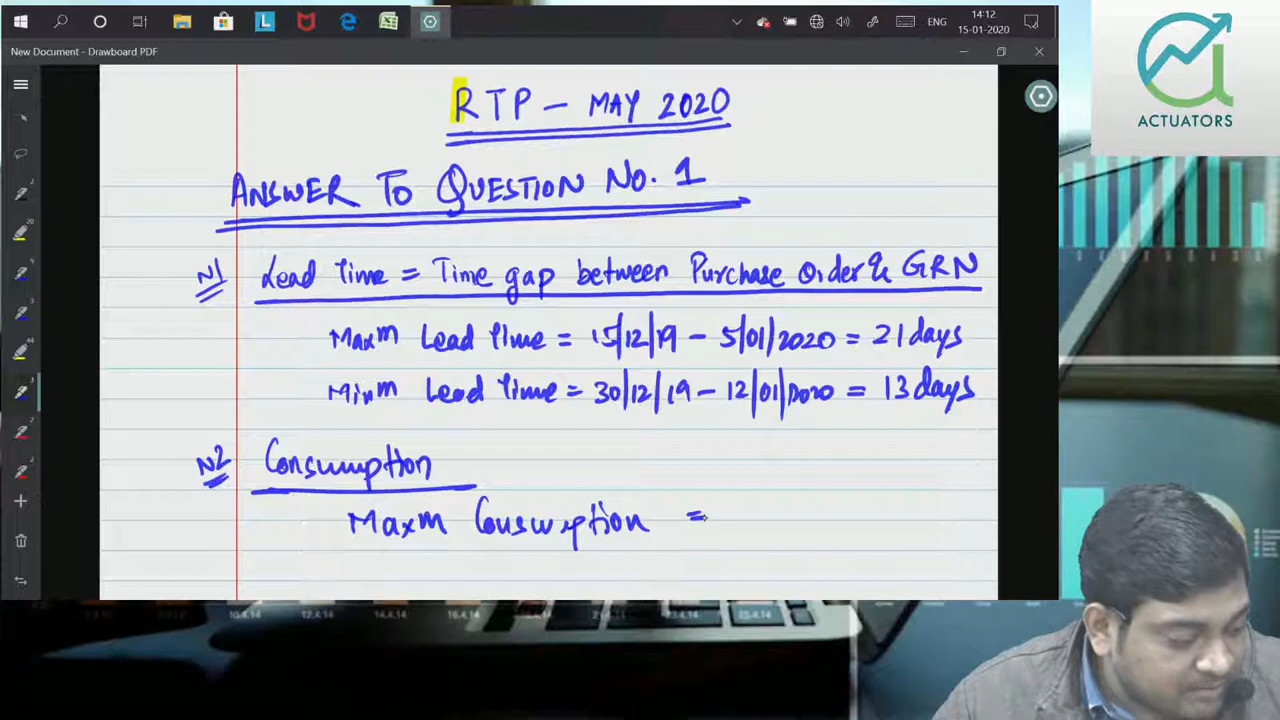 ENG
14:12
15-01-2020
New Document - Drawboard PDF
ACTUATORS
RTP - MAY 2020
ANSWER TO QUESTION NO. 1
N1 Lead Time = Time gap between Purchase Order & GRN
Maxm Lead Time = 15/12/19 - 5/01/2020 = 21 days
Minm Lead Time = 30/12/19 - 12/01/2020 = 13 days
N2 Consumption
Maxm Consumption =